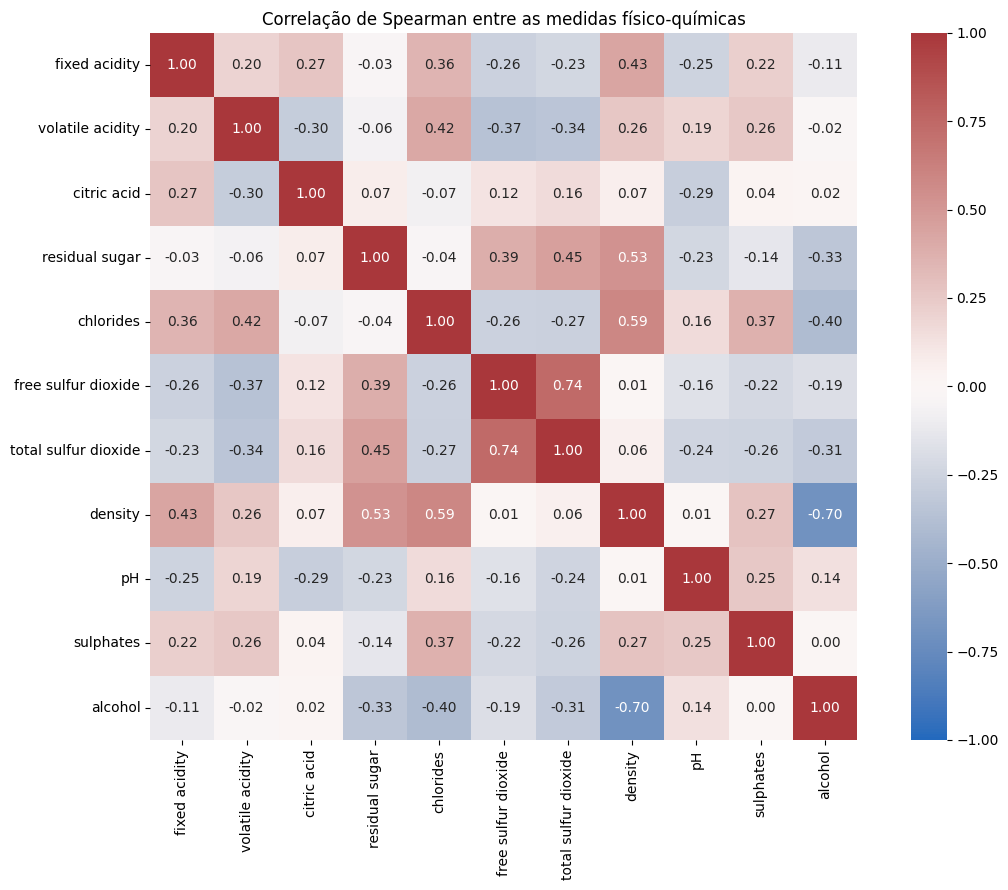 Correlação de Spearman entre as medidas físico-químicas
fixed acidity 1.00 0.20 0.27 -0.03 0.36 -0.26 -0.23 0.43 -0.25 0.22 -0.11
volatile acidity 0.20 1.00 -0.30 -0.06 0.42 -0.37 -0.34 0.26 0.19 0.26 -0.02
citric acid 0.27 -0.30 1.00 0.07 -0.07 0.12 0.16 0.07 -0.29 0.04 0.02
residual sugar -0.03 -0.06 0.07 1.00 -0.04 0.39 0.45 0.53 -0.23 -0.14 -0.33
chlorides 0.36 0.42 -0.07 -0.04 1.00 -0.26 -0.27 0.59 0.16 0.37 -0.40
free sulfur dioxide -0.26 -0.37 0.12 0.39 -0.26 1.00 0.74 0.01 -0.16 -0.22 -0.19
total sulfur dioxide -0.23 -0.34 0.16 0.45 -0.27 0.74 1.00 0.06 -0.24 -0.26 -0.31
density 0.43 0.26 0.07 0.53 0.59 0.01 0.06 1.00 0.01 0.27 -0.70
pH -0.25 0.19 -0.29 -0.23 0.16 -0.16 -0.24 0.01 1.00 0.25 0.14
sulphates 0.22 0.26 0.04 -0.14 0.37 -0.22 -0.26 0.27 0.25 1.00 0.00
alcohol -0.11 -0.02 0.02 -0.33 -0.40 -0.19 -0.31 -0.70 0.14 0.00 1.00
fixed acidity
volatile acidity
citric acid
residual sugar
chlorides
free sulfur dioxide
total sulfur dioxide
density
pH
sulphates
alcohol
1.00
0.75
0.50
0.25
0.00
−0.25
−0.50
−0.75
−1.00